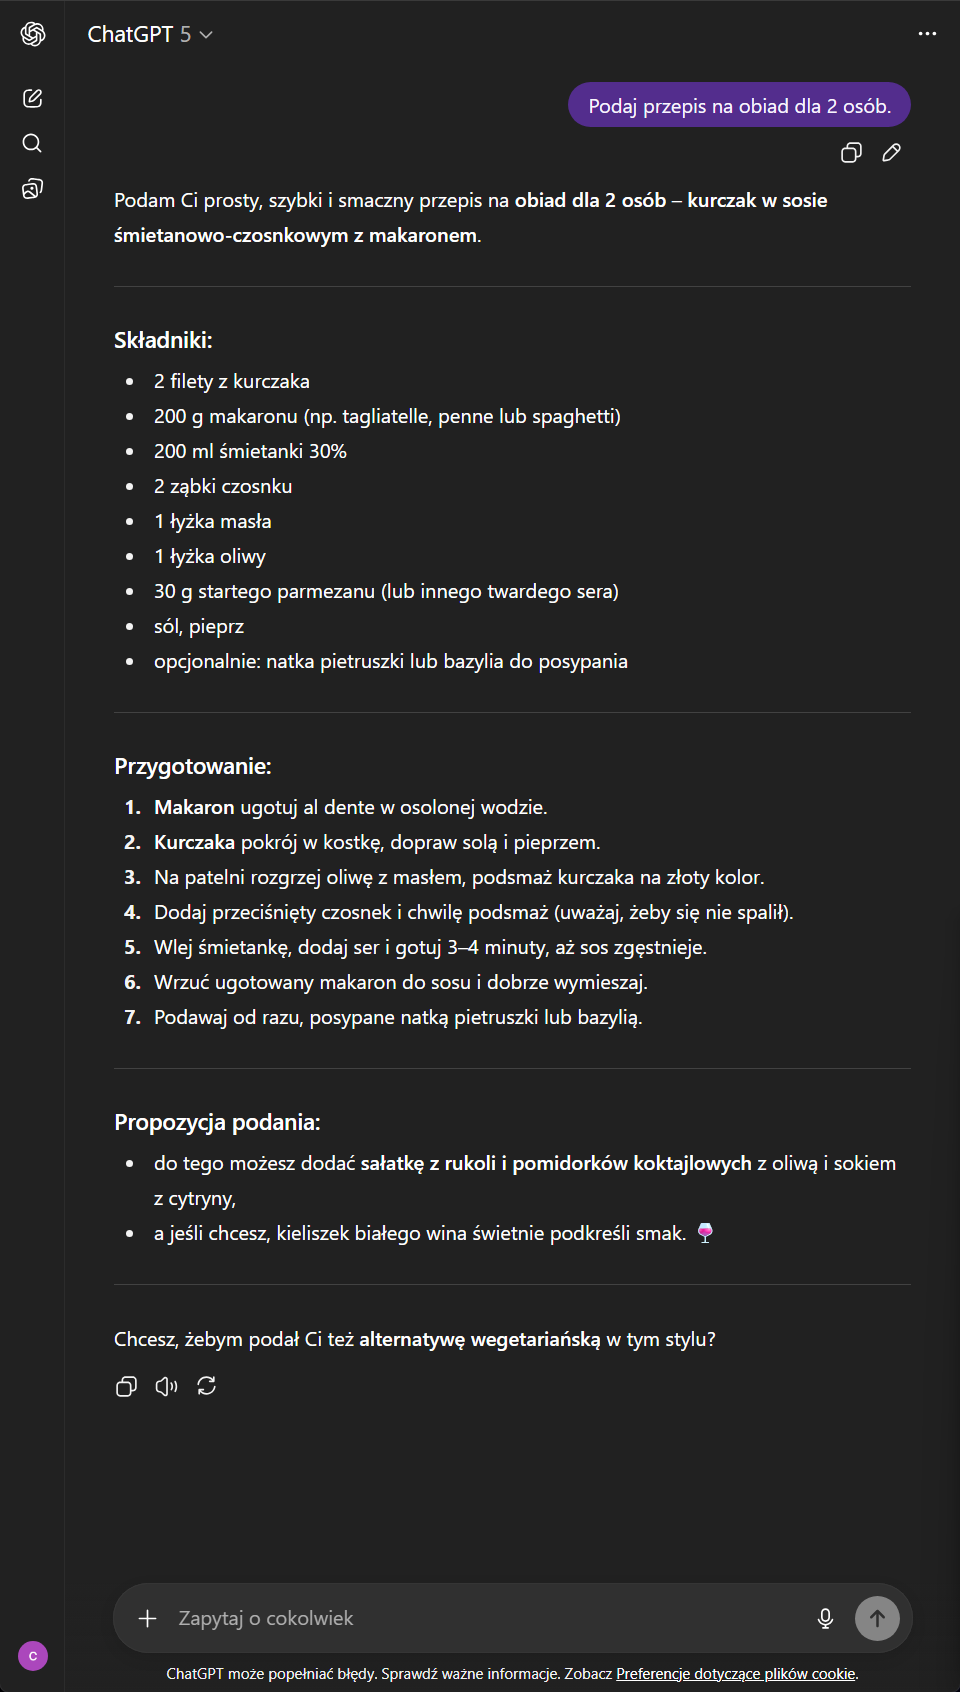 ChatGPT 5
Podaj przepis na obiad dla 2 osób.
Podam Ci prosty, szybki i smaczny przepis na obiad dla 2 osób – kurczak w sosie
śmietanowo-czosnkowym z makaronem.
Składniki:
• 2 filety z kurczaka
• 200 g makaronu (np. tagliatelle, penne lub spaghetti)
• 200 ml śmietanki 30%
• 2 ząbki czosnku
• 1 łyżka masła
• 1 łyżka oliwy
• 30 g startego parmezanu (lub innego twardego sera)
• sól, pieprz
• opcjonalnie: natka pietruszki lub bazylia do posypania
Przygotowanie:
1. Makaron ugotuj al dente w osolonej wodzie.
2. Kurczaka pokrój w kostkę, dopraw solą i pieprzem.
3. Na patelni rozgrzej oliwę z masłem, podsmaż kurczaka na złoty kolor.
4. Dodaj przeciśnięty czosnek i chwilę podsmaż (uważaj, żeby się nie spalił).
5. Wlej śmietankę, dodaj ser i gotuj 3–4 minuty, aż sos zgęstnieje.
6. Wrzuć ugotowany makaron do sosu i dobrze wymieszaj.
7. Podawaj od razu, posypane natką pietruszki lub bazylią.
Propozycja podania:
• do tego możesz dodać sałatkę z rukoli i pomidorków koktajlowych z oliwą i sokiem
z cytryny,
• a jeśli chcesz, kieliszek białego wina świetnie podkreśli smak. 🍷
Chcesz, żebym podał Ci też alternatywę wegetariańską w tym stylu?
Zapytaj o cokolwiek
C
ChatGPT może popełniać błędy. Sprawdź ważne informacje. Zobacz Preferencje dotyczące plików cookie.